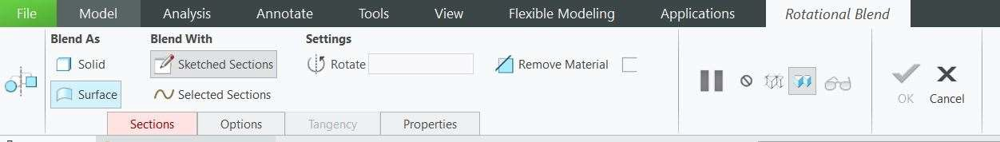 File Model Analysis Annotate Tools View Flexible Modeling Applications Rotational Blend
Blend As Blend With Settings
Solid Sketched Sections Rotate Remove Material
Surface Selected Sections OK Cancel
Sections Options Tangency Properties